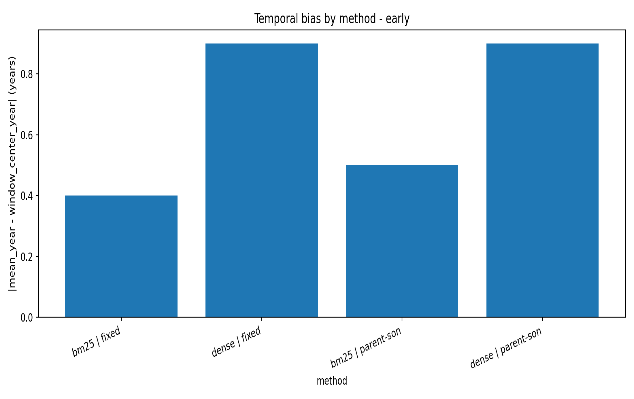 Temporal bias by method - early
|mean_year - window_center_year| (years)
0.8
0.6
0.4
0.2
0.0
bm25 | fixed
dense | fixed
bm25 | parent-son
dense | parent-son
method